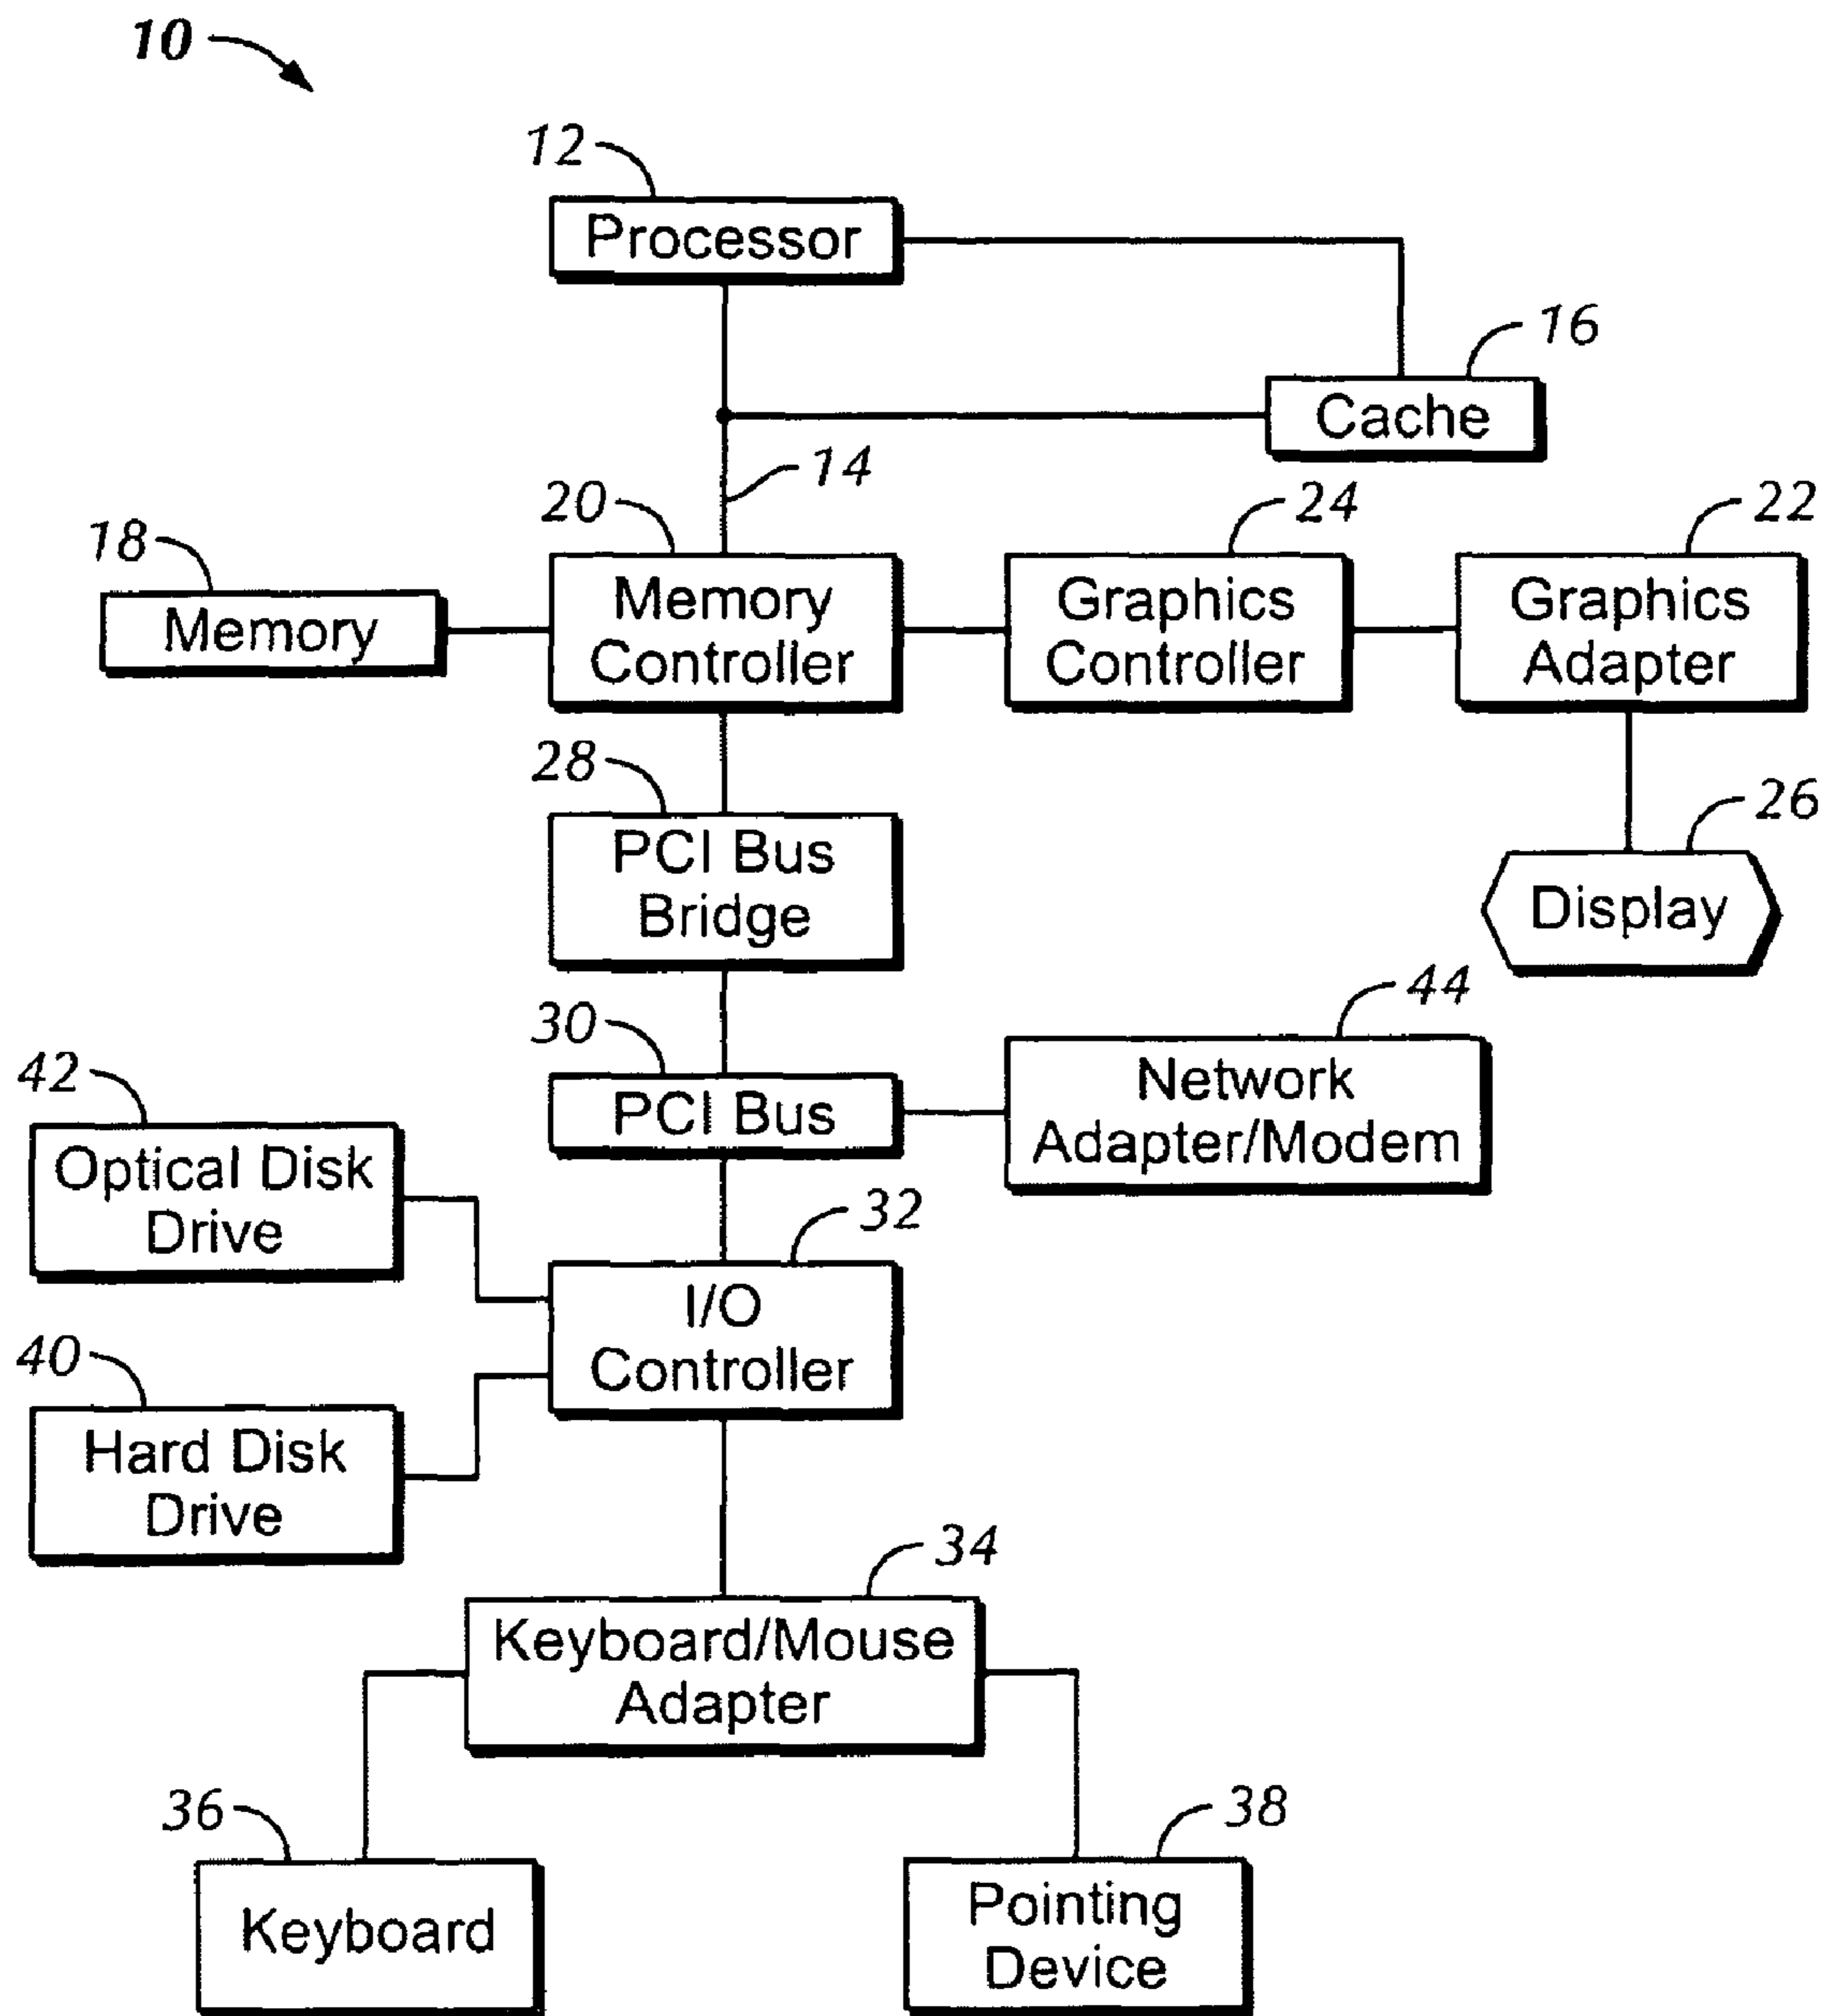 10
12
Processor
16
Cache
14
20
24
22
18
Memory
Memory
Controller
Graphics
Controller
Graphics
Adapter
28
PCI Bus
Bridge
26
Display
30
PCI Bus
44
Network
Adapter/Modem
42
Optical Disk
Drive
32
I/O
Controller
40
Hard Disk
Drive
34
Keyboard/Mouse
Adapter
36
Keyboard
38
Pointing
Device